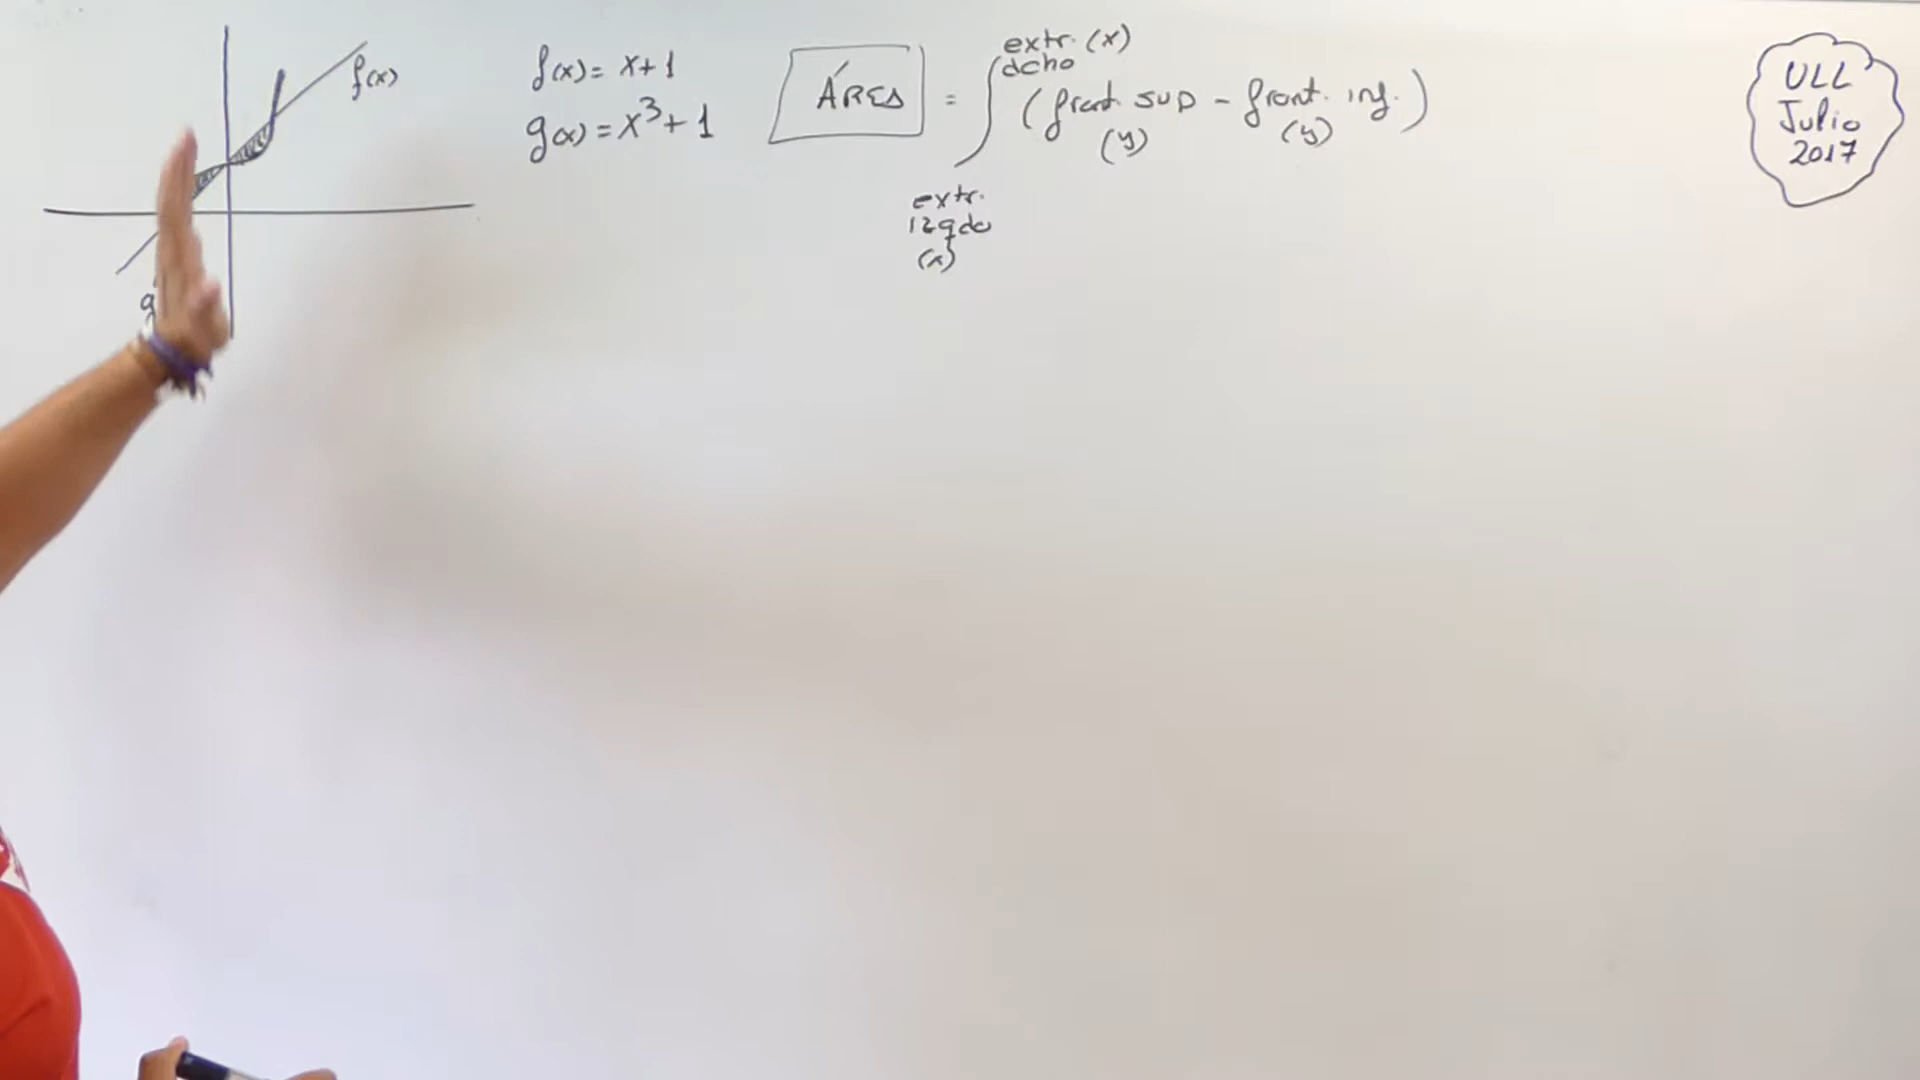 f(x)
g
f(x) = x+1
g(x) = x³+1
ÁREA = ∫ (front. sup - front. inf.)
extr. (x)
dcho
(y) (y)
extr.
izqdo
(x)
ULL
Julio
2017